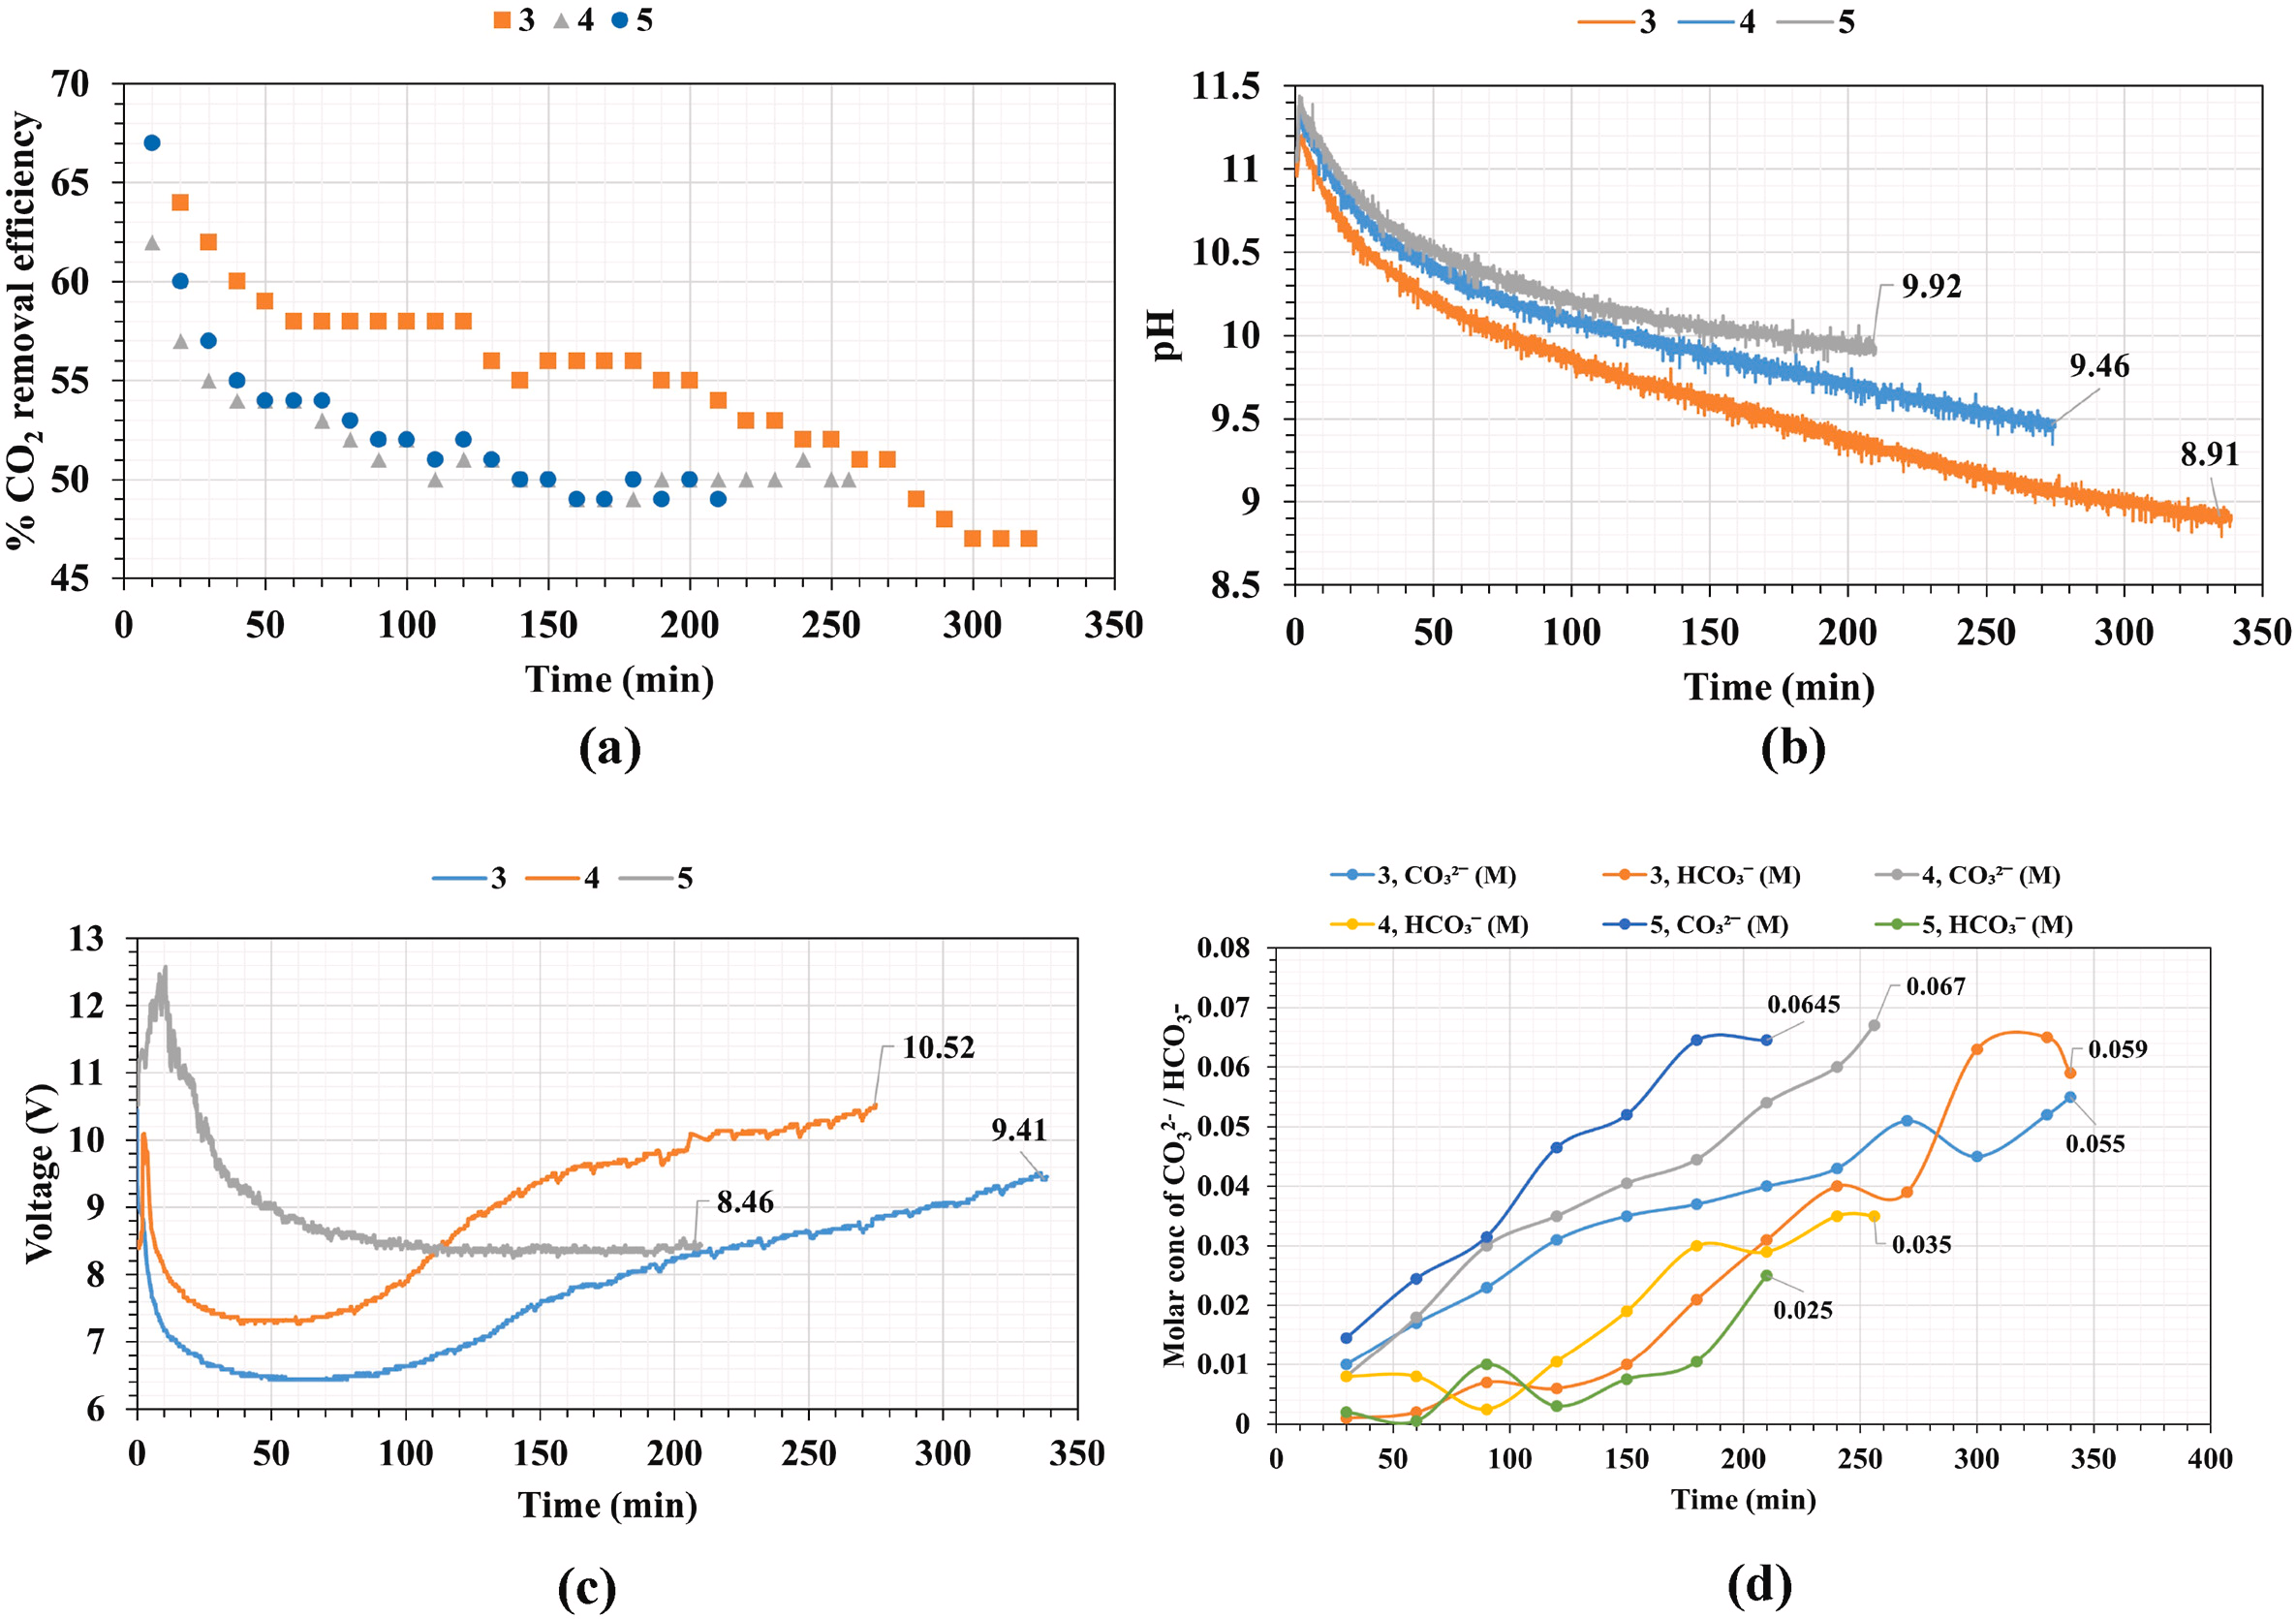 3 4 5
% CO₂ removal efficiency
70
65
60
55
50
45
0 50 100 150 200 250 300 350
Time (min)
(a)
3 4 5
pH
11.5
11
10.5
10
9.5
9
8.5
9.92
9.46
8.91
0 50 100 150 200 250 300 350
Time (min)
(b)
3 4 5
Voltage (V)
13
12
11
10
9
8
7
6
10.52
9.41
8.46
0 50 100 150 200 250 300 350
Time (min)
(c)
3, CO₃²⁻ (M) 3, HCO₃⁻ (M) 4, CO₃²⁻ (M)
4, HCO₃⁻ (M) 5, CO₃²⁻ (M) 5, HCO₃⁻ (M)
Molar conc of CO₃²⁻ / HCO₃-
0.08
0.07
0.06
0.05
0.04
0.03
0.02
0.01
0
0.0645
0.067
0.059
0.055
0.035
0.025
0 50 100 150 200 250 300 350 400
Time (min)
(d)